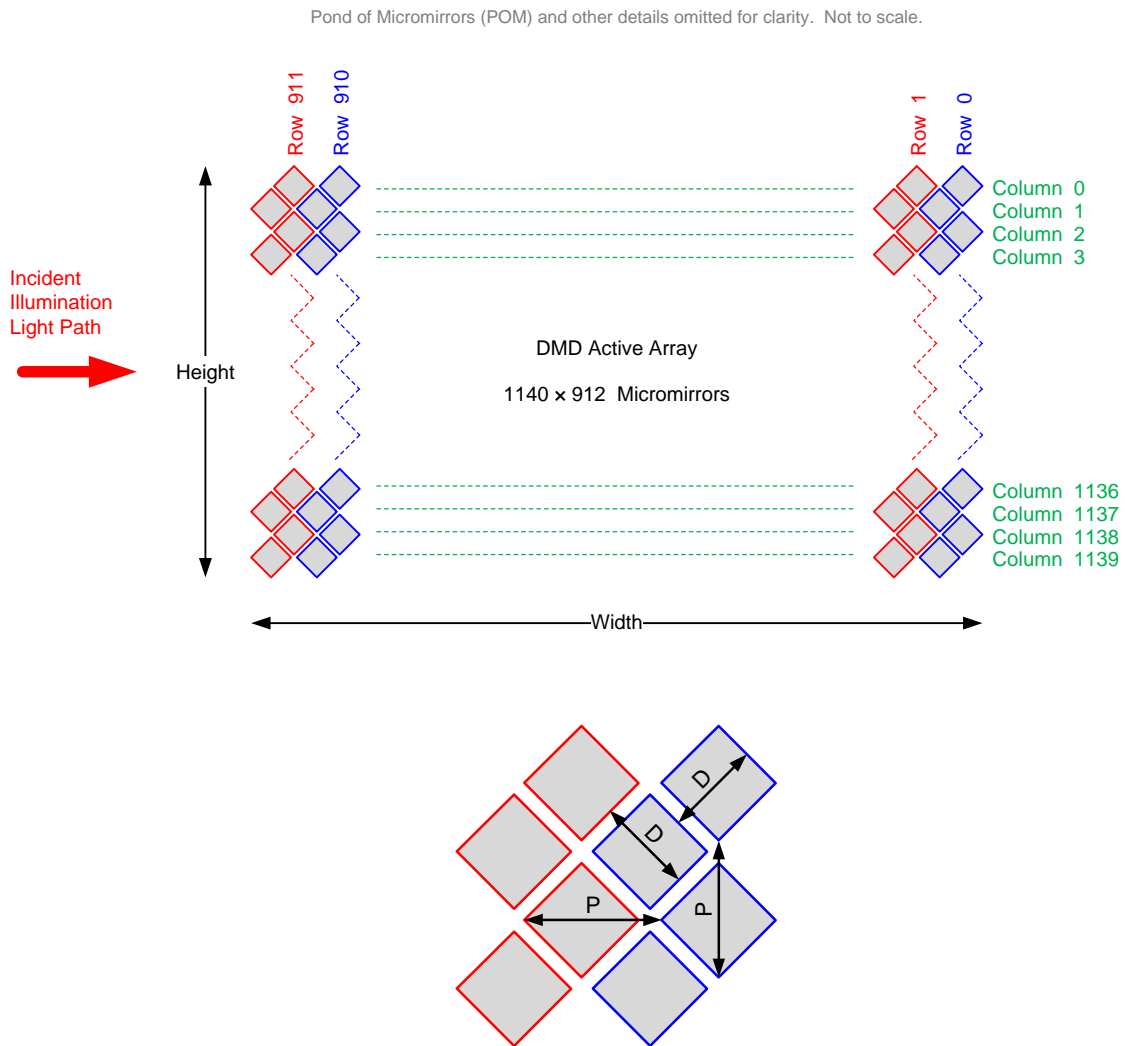 Pond of Micromirrors (POM) and other details omitted for clarity.  Not to scale.
Row 911
Row 910
Row 1
Row 0
Column 0
Column 1
Column 2
Column 3
Incident
Illumination
Light Path
Height
DMD Active Array
1140 × 912 Micromirrors
Column 1136
Column 1137
Column 1138
Column 1139
Width
D
D
P
P